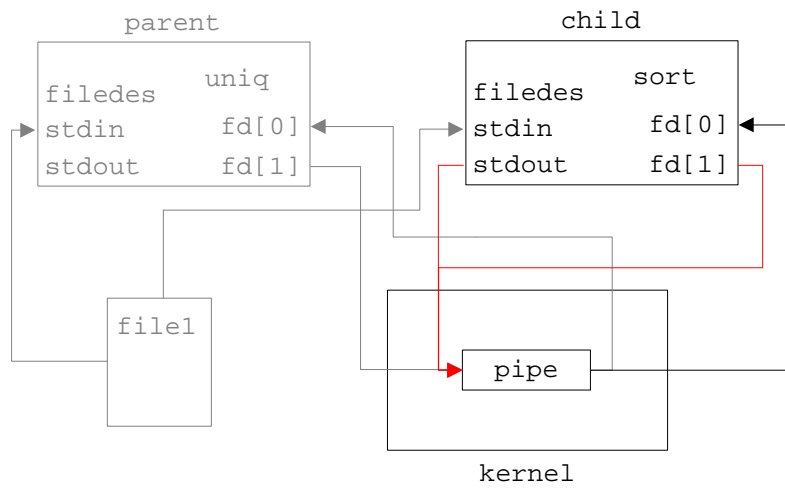 parent
uniq
filedes
stdin fd[0]
stdout fd[1]
child
sort
filedes
stdin fd[0]
stdout fd[1]
file1
pipe
kernel